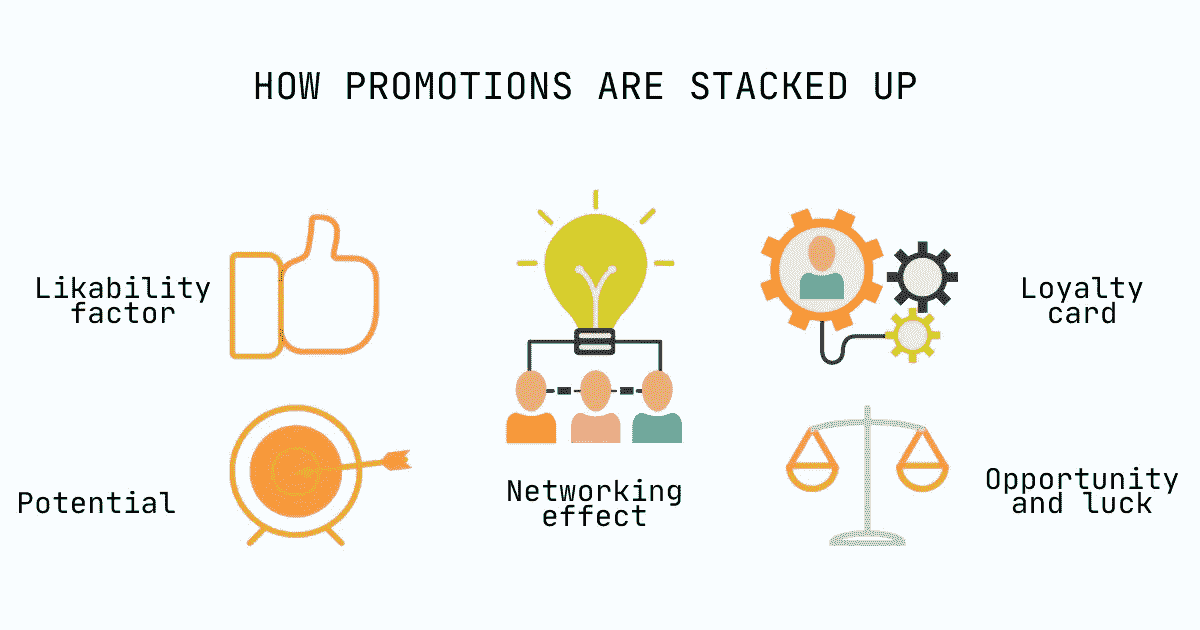 HOW PROMOTIONS ARE STACKED UP
Likability
factor
Loyalty
card
Potential
Networking
effect
Opportunity
and luck